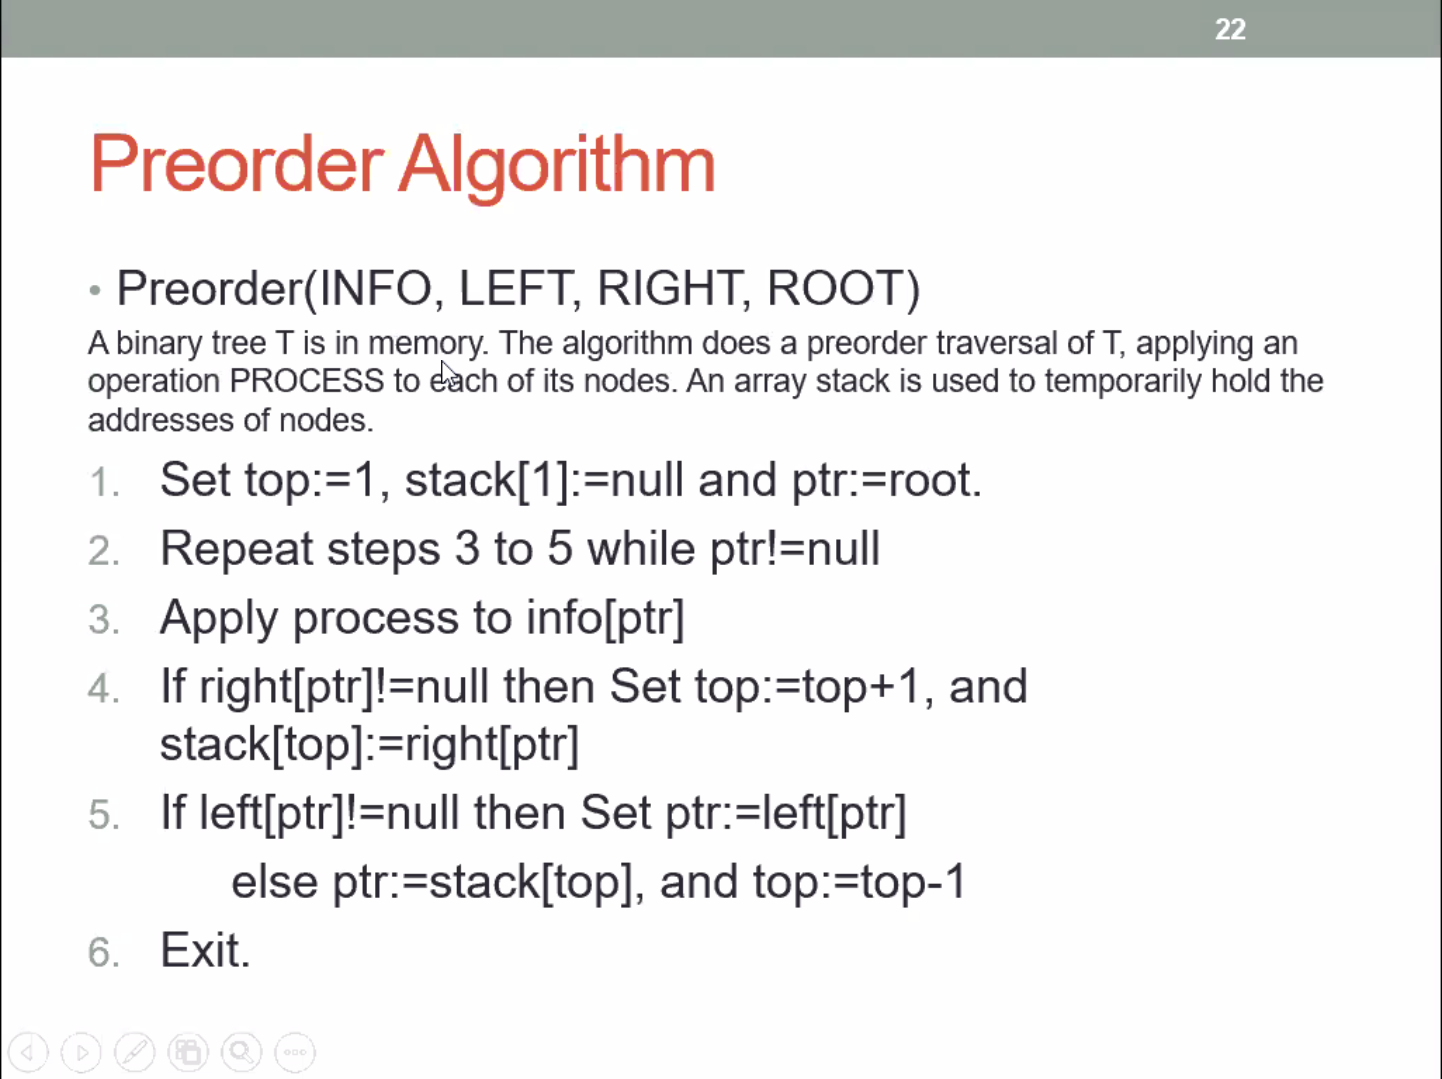 22
Preorder Algorithm
• Preorder(INFO, LEFT, RIGHT, ROOT)
A binary tree T is in memory. The algorithm does a preorder traversal of T, applying an
operation PROCESS to each of its nodes. An array stack is used to temporarily hold the
addresses of nodes.
1. Set top:=1, stack[1]:=null and ptr:=root.
2. Repeat steps 3 to 5 while ptr!=null
3. Apply process to info[ptr]
4. If right[ptr]!=null then Set top:=top+1, and
stack[top]:=right[ptr]
5. If left[ptr]!=null then Set ptr:=left[ptr]
else ptr:=stack[top], and top:=top-1
6. Exit.